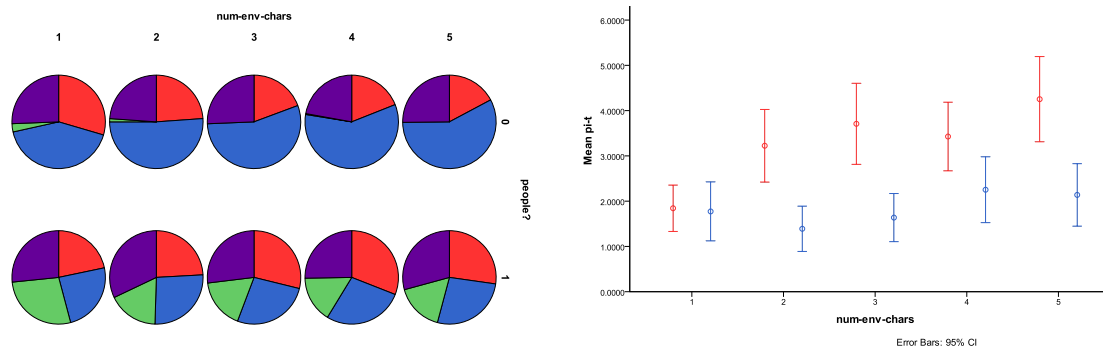 num-env-chars
1 2 3 4 5
0
people?
1
6.0000
5.0000
4.0000
3.0000
2.0000
1.0000
0.0000
Mean pi-t
1 2 3 4 5
num-env-chars
Error Bars: 95% CI